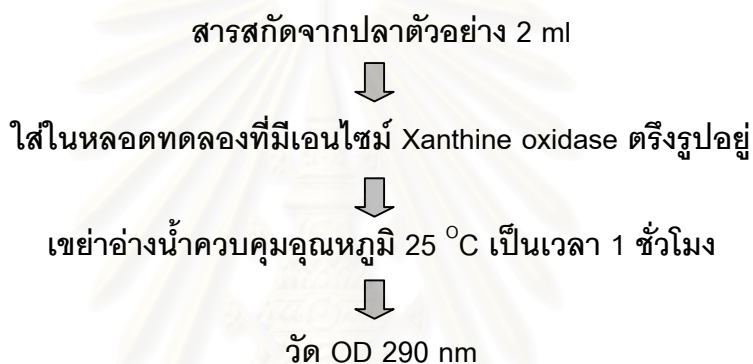 สารสกัดจากปลาตัวอย่าง 2 ml
ใส่ในหลอดทดลองที่มีเอนไซม์ Xanthine oxidase ตรึงรูปอยู่
เขย่าอ่างน้ำควบคุมอุณหภูมิ 25 °C เป็นเวลา 1 ชั่วโมง
วัด OD 290 nm